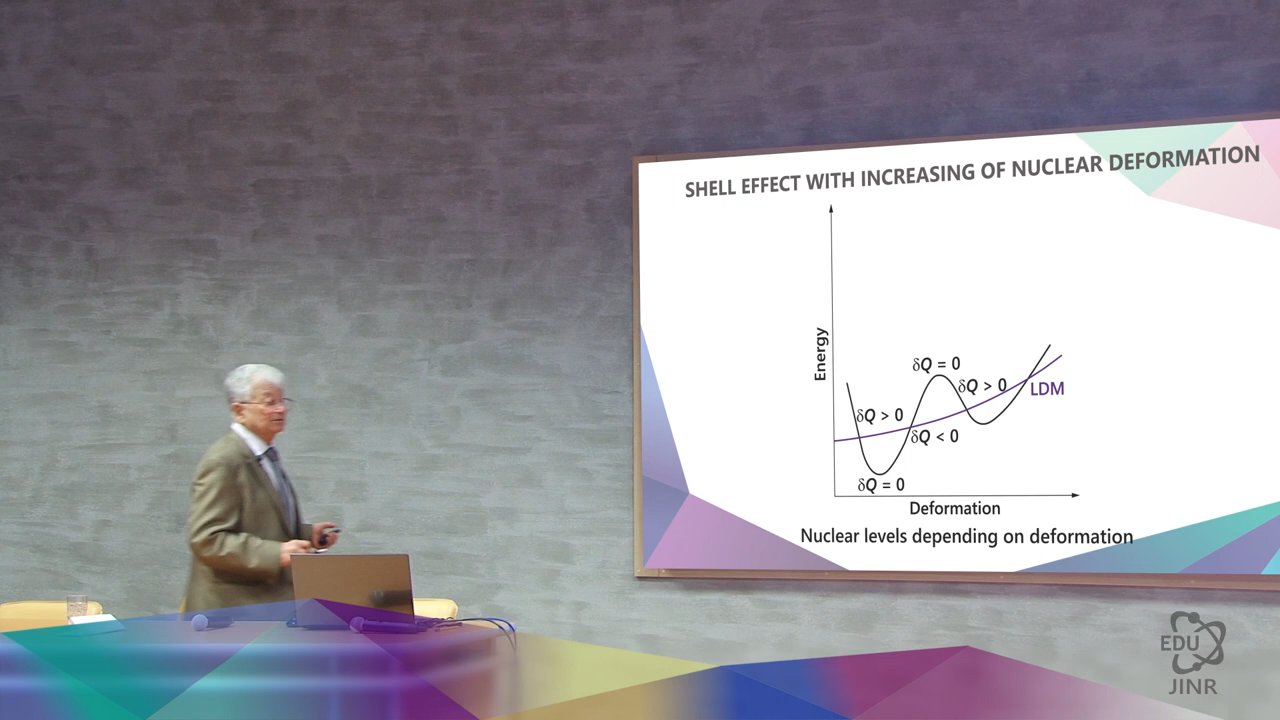 SHELL EFFECT WITH INCREASING OF NUCLEAR DEFORMATION
Energy
δQ = 0
δQ > 0
LDM
δQ > 0
δQ < 0
δQ = 0
Deformation
Nuclear levels depending on deformation
EDU
JINR